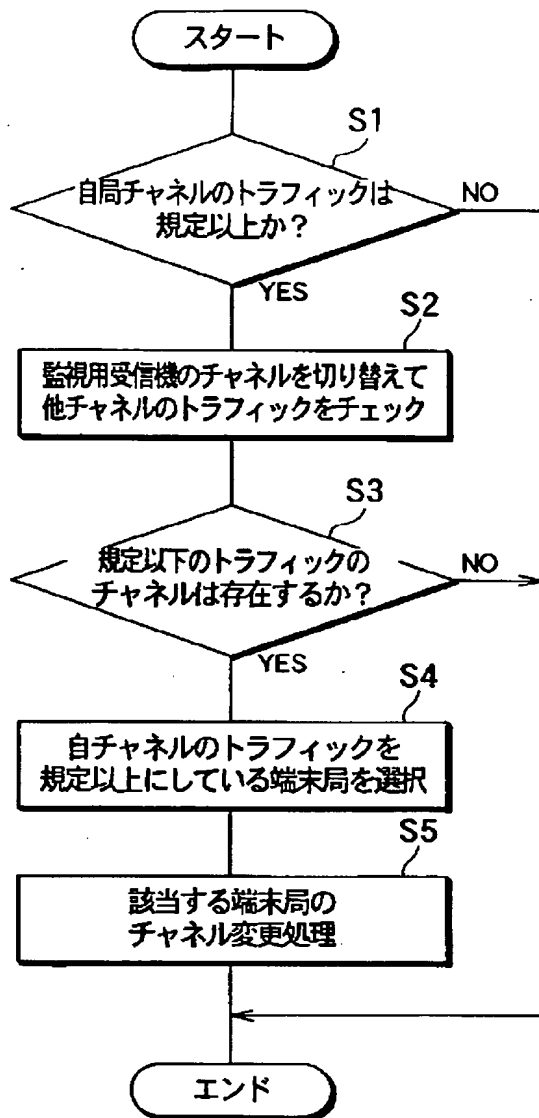 スタート
S1
自局チャネルのトラフィックは
規定以上か？
NO
YES
S2
監視用受信機のチャネルを切り替えて
他チャネルのトラフィックをチェック
S3
規定以下のトラフィックの
チャネルは存在するか？
NO
YES
S4
自チャネルのトラフィックを
規定以上にしている端末局を選択
S5
該当する端末局の
チャネル変更処理
エンド